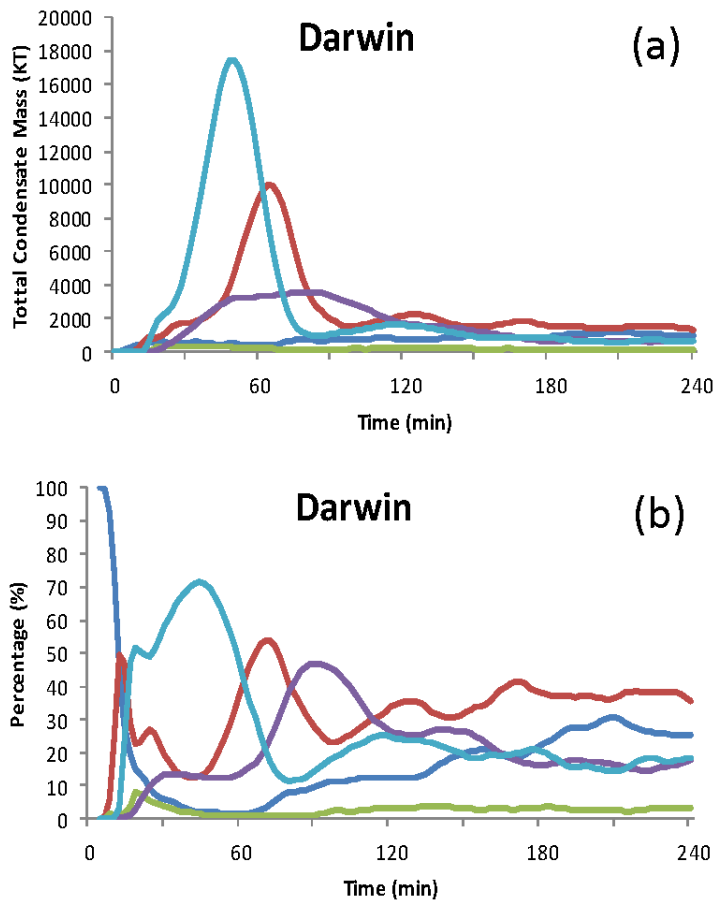 Darwin
(a)
Tottal Condensate Mass (KT)
20000
18000
16000
14000
12000
10000
8000
6000
4000
2000
0
0 60 120 180 240
Time (min)
Darwin
(b)
Percentage (%)
100
90
80
70
60
50
40
30
20
10
0
0 60 120 180 240
Time (min)